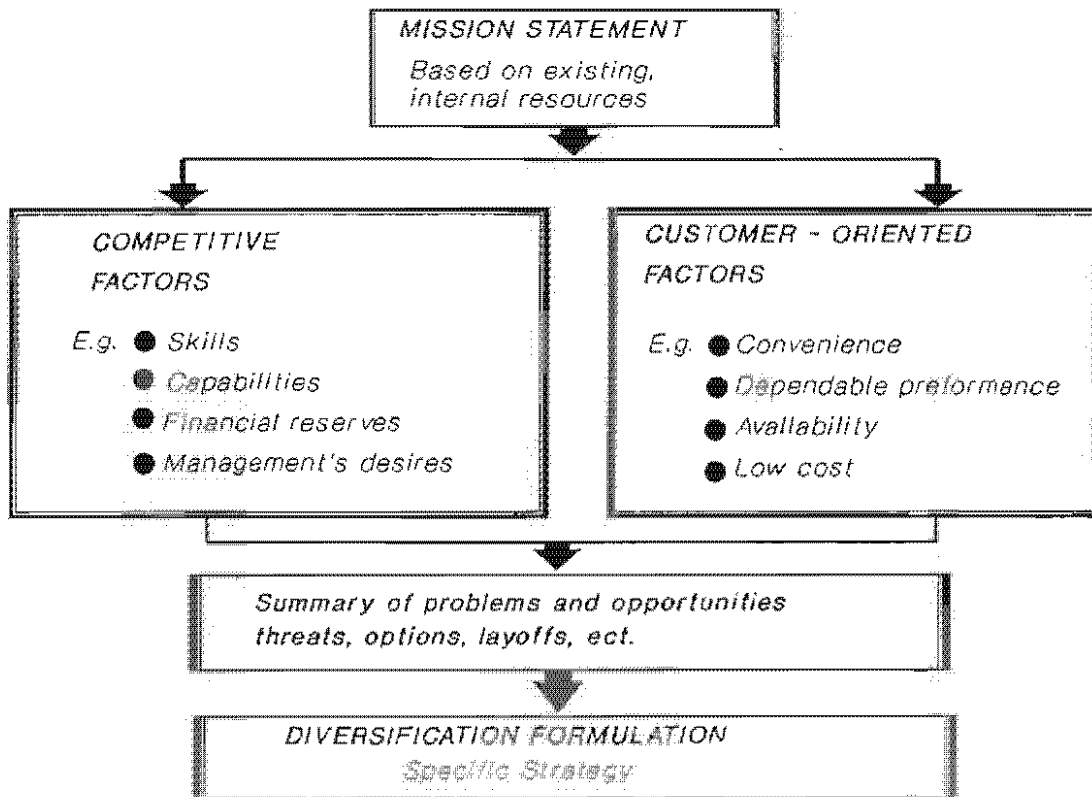 MISSION STATEMENT
Based on existing,
internal resources
COMPETITIVE
FACTORS
E.g. ● Skills
● Capabilities
● Financial reserves
● Management's desires
CUSTOMER - ORIENTED
FACTORS
E.g. ● Convenience
● Dependable preformance
● Availability
● Low cost
Summary of problems and opportunities
threats, options, layoffs, ect.
DIVERSIFICATION FORMULATION
Specific Strategy